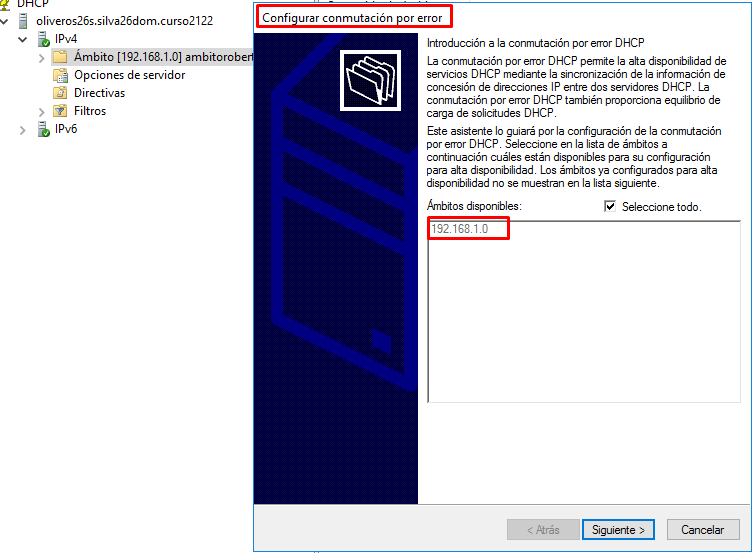 DHCP
oliveros26s.silva26dom.curso2122
IPv4
Ámbito [192.168.1.0] ambitorober
Opciones de servidor
Directivas
Filtros
IPv6
Configurar conmutación por error
Introducción a la conmutación por error DHCP
La conmutación por error DHCP permite la alta disponibilidad de
servicios DHCP mediante la sincronización de la información de
concesión de direcciones IP entre dos servidores DHCP. La
conmutación por error DHCP también proporciona equilibrio de
carga de solicitudes DHCP.
Este asistente lo guiará por la configuración de la conmutación
por error DHCP. Seleccione en la lista de ámbitos a
continuación cuáles están disponibles para su configuración
para alta disponibilidad. Los ámbitos ya configurados para alta
disponibilidad no se muestran en la lista siguiente.
Ámbitos disponibles:
Seleccione todo.
192.168.1.0
< Atrás
Siguiente >
Cancelar